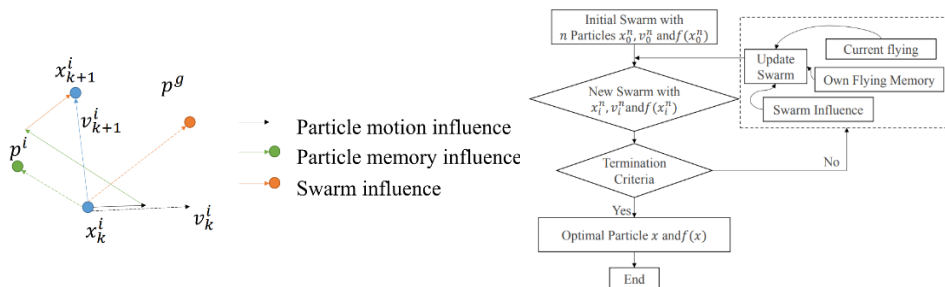 $x_{k+1}^i$
$p^g$
$v_{k+1}^i$
$p^i$
$x_k^i$
$v_k^i$
Particle motion influence
Particle memory influence
Swarm influence
Initial Swarm with
$n$ Particles $x_0^n, v_0^n$ and$f(x_0^n)$
New Swarm with
$x_i^n, v_i^n$and$f(x_i^n)$
Termination
Criteria
No
Yes
Optimal Particle $x$ and$f(x)$
End
Update
Swarm
Current flying
Own Flying Memory
Swarm Influence